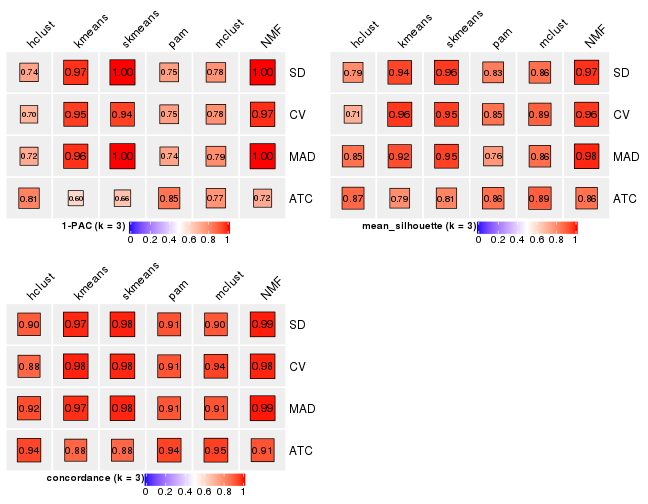 hclust kmeans skmeans pam mclust NMF
0.74 0.97 1.00 0.75 0.78 1.00 SD
0.70 0.95 0.94 0.75 0.78 0.97 CV
0.72 0.96 1.00 0.74 0.79 1.00 MAD
0.81 0.60 0.66 0.85 0.77 0.72 ATC
1-PAC (k = 3)
0 0.2 0.4 0.6 0.8 1
hclust kmeans skmeans pam mclust NMF
0.79 0.94 0.96 0.83 0.86 0.97 SD
0.71 0.96 0.95 0.85 0.89 0.96 CV
0.85 0.92 0.95 0.76 0.86 0.98 MAD
0.87 0.79 0.81 0.86 0.89 0.86 ATC
mean_silhouette (k = 3)
0 0.2 0.4 0.6 0.8 1
hclust kmeans skmeans pam mclust NMF
0.90 0.97 0.98 0.91 0.90 0.99 SD
0.88 0.98 0.98 0.91 0.94 0.98 CV
0.92 0.97 0.98 0.91 0.91 0.99 MAD
0.94 0.88 0.88 0.94 0.95 0.91 ATC
concordance (k = 3)
0 0.2 0.4 0.6 0.8 1